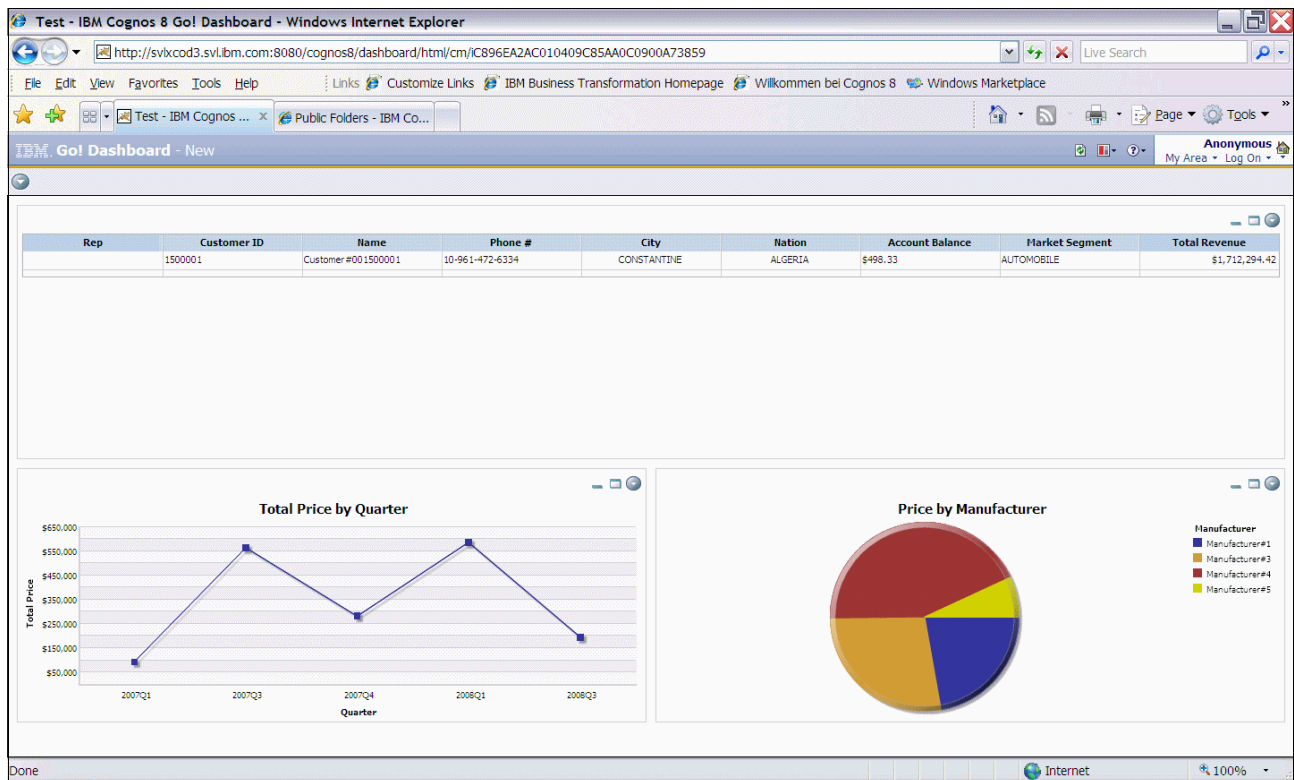 Test - IBM Cognos 8 Go! Dashboard - Windows Internet Explorer
http://svlxcod3.svl.ibm.com:8080/cognos8/dashboard/html/cm/iC896EA2AC010409C85AA0C0900A73859
Live Search
File Edit View Favorites Tools Help
Links Customize Links IBM Business Transformation Homepage Willkommen bei Cognos 8 Windows Marketplace
Test - IBM Cognos ... x Public Folders - IBM Co...
Page Tools »
IBM. Go! Dashboard - New
Anonymous
My Area Log On
Rep Customer ID Name Phone # City Nation Account Balance Market Segment Total Revenue
1500001 Customer#001500001 10-961-472-6334 CONSTANTINE ALGERIA $498.33 AUTOMOBILE $1,712,294.42
Total Price by Quarter
Total Price
$650,000
$550,000
$450,000
$350,000
$250,000
$150,000
$50,000
2007Q1 2007Q3 2007Q4 2008Q1 2008Q3
Quarter
Price by Manufacturer
Manufacturer
Manufacturer#1
Manufacturer#3
Manufacturer#4
Manufacturer#5
Done
Internet
100%